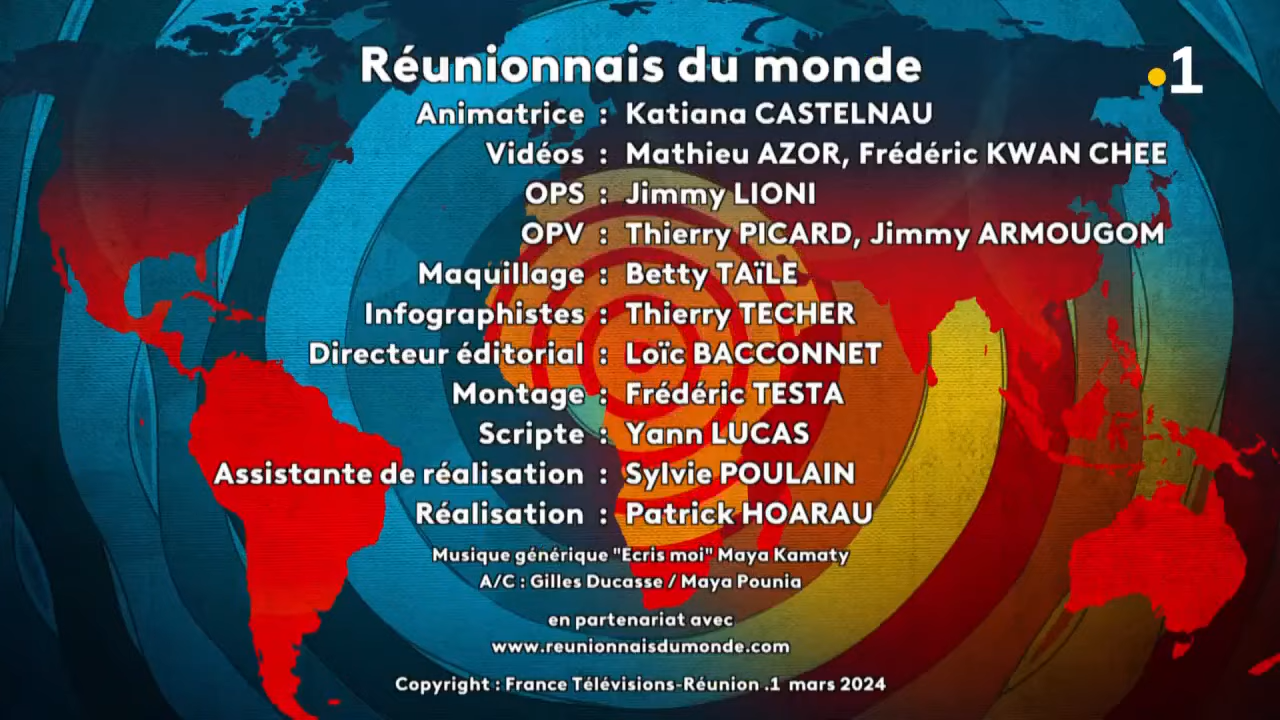 Réunionnais du monde
.1
Animatrice : Katiana CASTELNAU
Vidéos : Mathieu AZOR, Frédéric KWAN CHEE
OPS : Jimmy LIONI
OPV : Thierry PICARD, Jimmy ARMOUGOM
Maquillage : Betty TAïLE
Infographistes : Thierry TECHER
Directeur éditorial : Loïc BACCONNET
Montage : Frédéric TESTA
Scripte : Yann LUCAS
Assistante de réalisation : Sylvie POULAIN
Réalisation : Patrick HOARAU
Musique générique "Ecris moi" Maya Kamaty
A/C : Gilles Ducasse / Maya Pounia
en partenariat avec
www.reunionnaisdumonde.com
Copyright : France Télévisions-Réunion .1 mars 2024